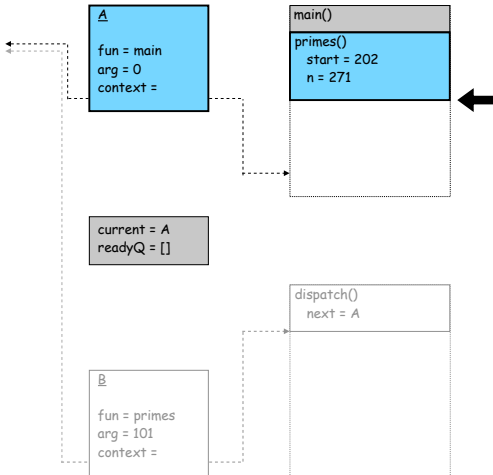 A
fun = main
arg = 0
context =
main()
primes()
start = 202
n = 271
current = A
readyQ = []
dispatch()
next = A
B
fun = primes
arg = 101
context =